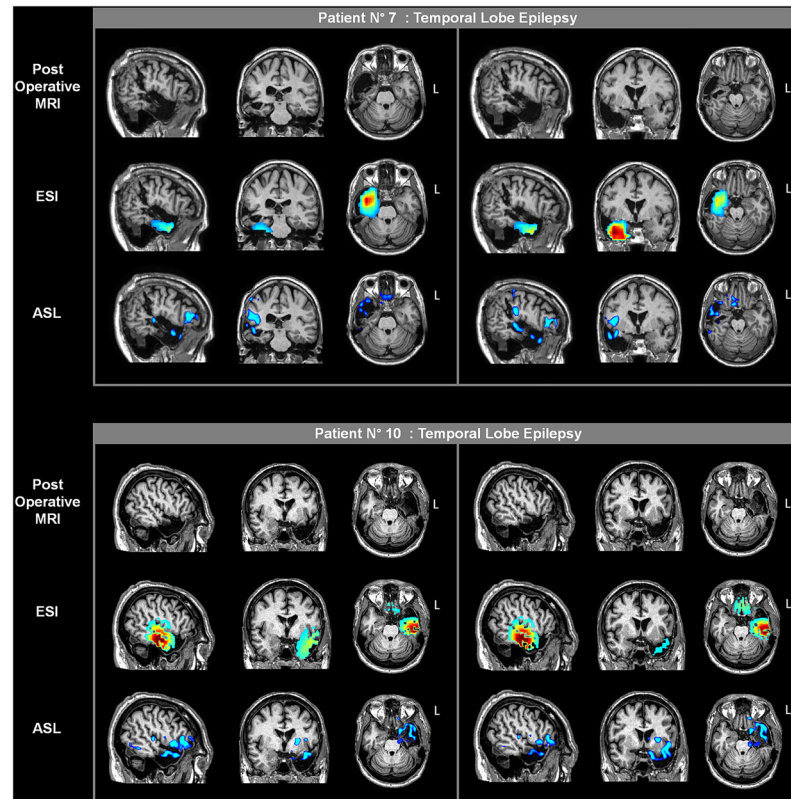 Patient N° 7 : Temporal Lobe Epilepsy
Post
Operative
MRI
L
L
ESI
L
L
ASL
L
L
Patient N° 10 : Temporal Lobe Epilepsy
Post
Operative
MRI
L
L
ESI
L
L
ASL
L
L